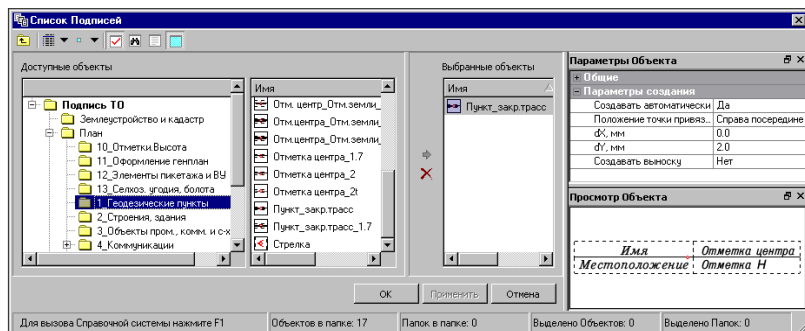 Список Подписей
Доступные объекты
Подпись ТО
Землеустройство и кадастр
План
10_Отметки.Высота
11_Оформление генплан
12_Элементы пикетажа и ВУ
13_Селхоз. угодия, болота
1_Геодезические пункты
2_Строения, здания
3_Объекты пром., комм. и с-х
4_Коммуникации
Имя
Отм. центр_Отм.земли_
Отм.центра_Отм.земли_
Отм.центра_Отм.земли_
Отметка центра_1.7
Отметка центра_2
Отметка центра_2t
Пункт_закр.трасс
Пункт_закр.трасс_1.7
Стрелка
Выбранные объекты
Имя
Пункт_закр.трасс
OK
Применить
Отмена
Параметры Объекта
Общие
Параметры создания
Создавать автоматически Да
Положение точки привяз... Справа посередине
dX, мм 0.0
dY, мм 2.0
Создавать выноску Нет
Просмотр Объекта
Имя Отметка центра
Местоположение Отметка Н
Для вызова Справочной системы нажмите F1
Объектов в папке: 17
Папок в папке: 0
Выделено Объектов: 0
Выделено Папок: 0